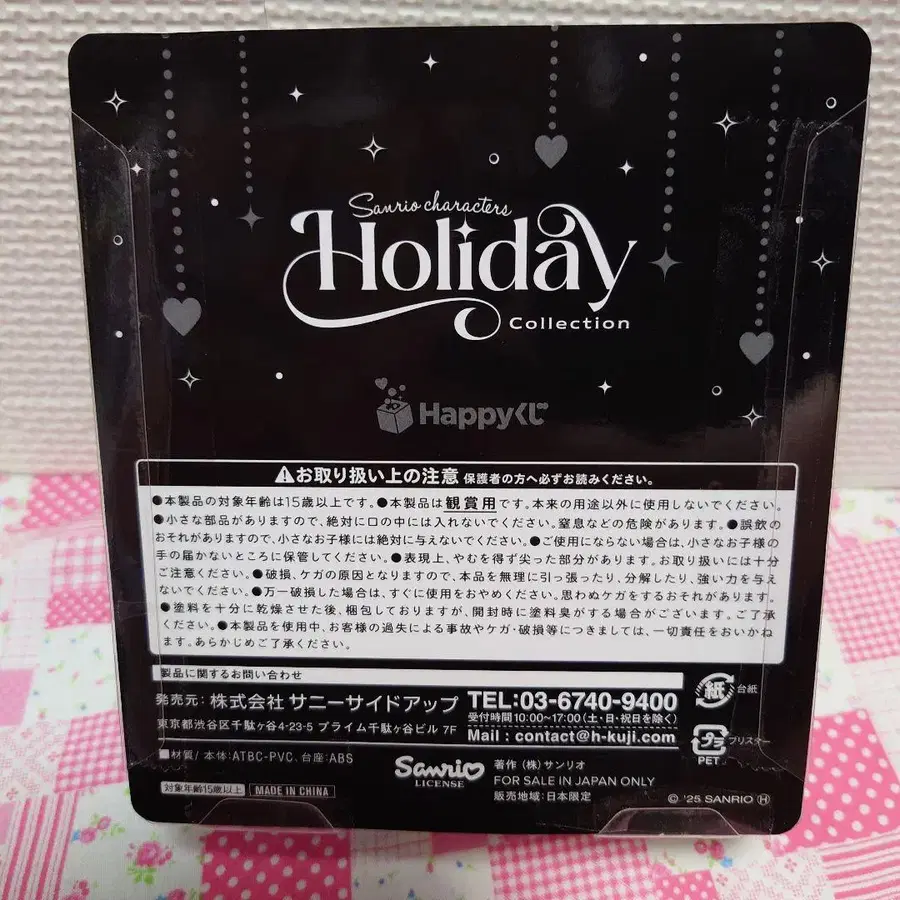 Sanrio characters
Holiday
Collection
Happyくじ
お取り扱い上の注意 保護者の方へ必ずお読みください。
●本製品の対象年齢は15歳以上です。●本製品は観賞用です。本来の用途以外に使用しないでください。
●小さな部品がありますので、絶対に口の中には入れないでください。窒息などの危険があります。●誤飲の
おそれがありますので、小さなお子様には絶対に与えないでください。●ご使用にならない場合は、小さなお子様の
手の届かないところに保管してください。●表現上、やむを得ず尖った部分があります。お取り扱いには十分
ご注意ください。●破損、ケガの原因となりますので、本品を無理に引っ張ったり、分解したり、強い力を与え
ないでください。●万一破損した場合は、すぐに使用をおやめください。思わぬケガをするおそれがあります。
●塗料を十分に乾燥させた後、梱包しておりますが、開封時に塗料臭がする場合がございます。ご了承
ください。●本製品を使用中、お客様の過失による事故やケガ・破損等につきましては、一切責任をおいかね
ます。あらかじめご了承ください。
製品に関するお問い合わせ
発売元：株式会社 サニーサイドアップ
東京都渋谷区千駄ヶ谷4-23-5 プライム千駄ヶ谷ビル 7F
TEL:03-6740-9400
受付時間10:00~17:00(土・日・祝日を除く)
Mail : contact@h-kuji.com
紙 台紙
プラ ブリスター
PET
■材質/ 本体:ATBC-PVC、台座:ABS
対象年齢15歳以上 MADE IN CHINA
Sanrio
LICENSE
著作 (株)サンリオ
FOR SALE IN JAPAN ONLY
販売地域:日本限定
© '25 SANRIO Ⓗ